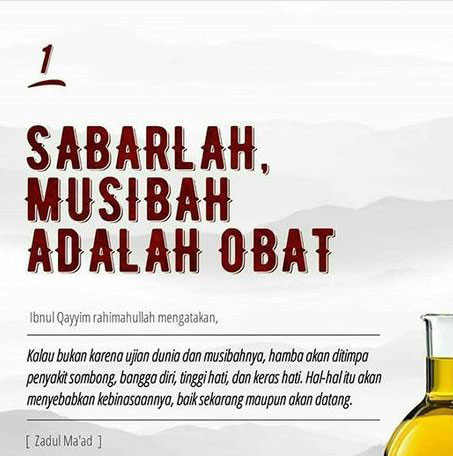 1
SABARLAH,
MUSIBAH
ADALAH OBAT
Ibnul Qayyim rahimahullah mengatakan,
Kalau bukan karena ujian dunia dan musibahnya, hamba akan ditimpa
penyakit sombong, bangga diri, tinggi hati, dan keras hati. Hal-hal itu akan
menyebabkan kebinasaannya, baik sekarang maupun akan datang.
[ Zadul Ma'ad ]